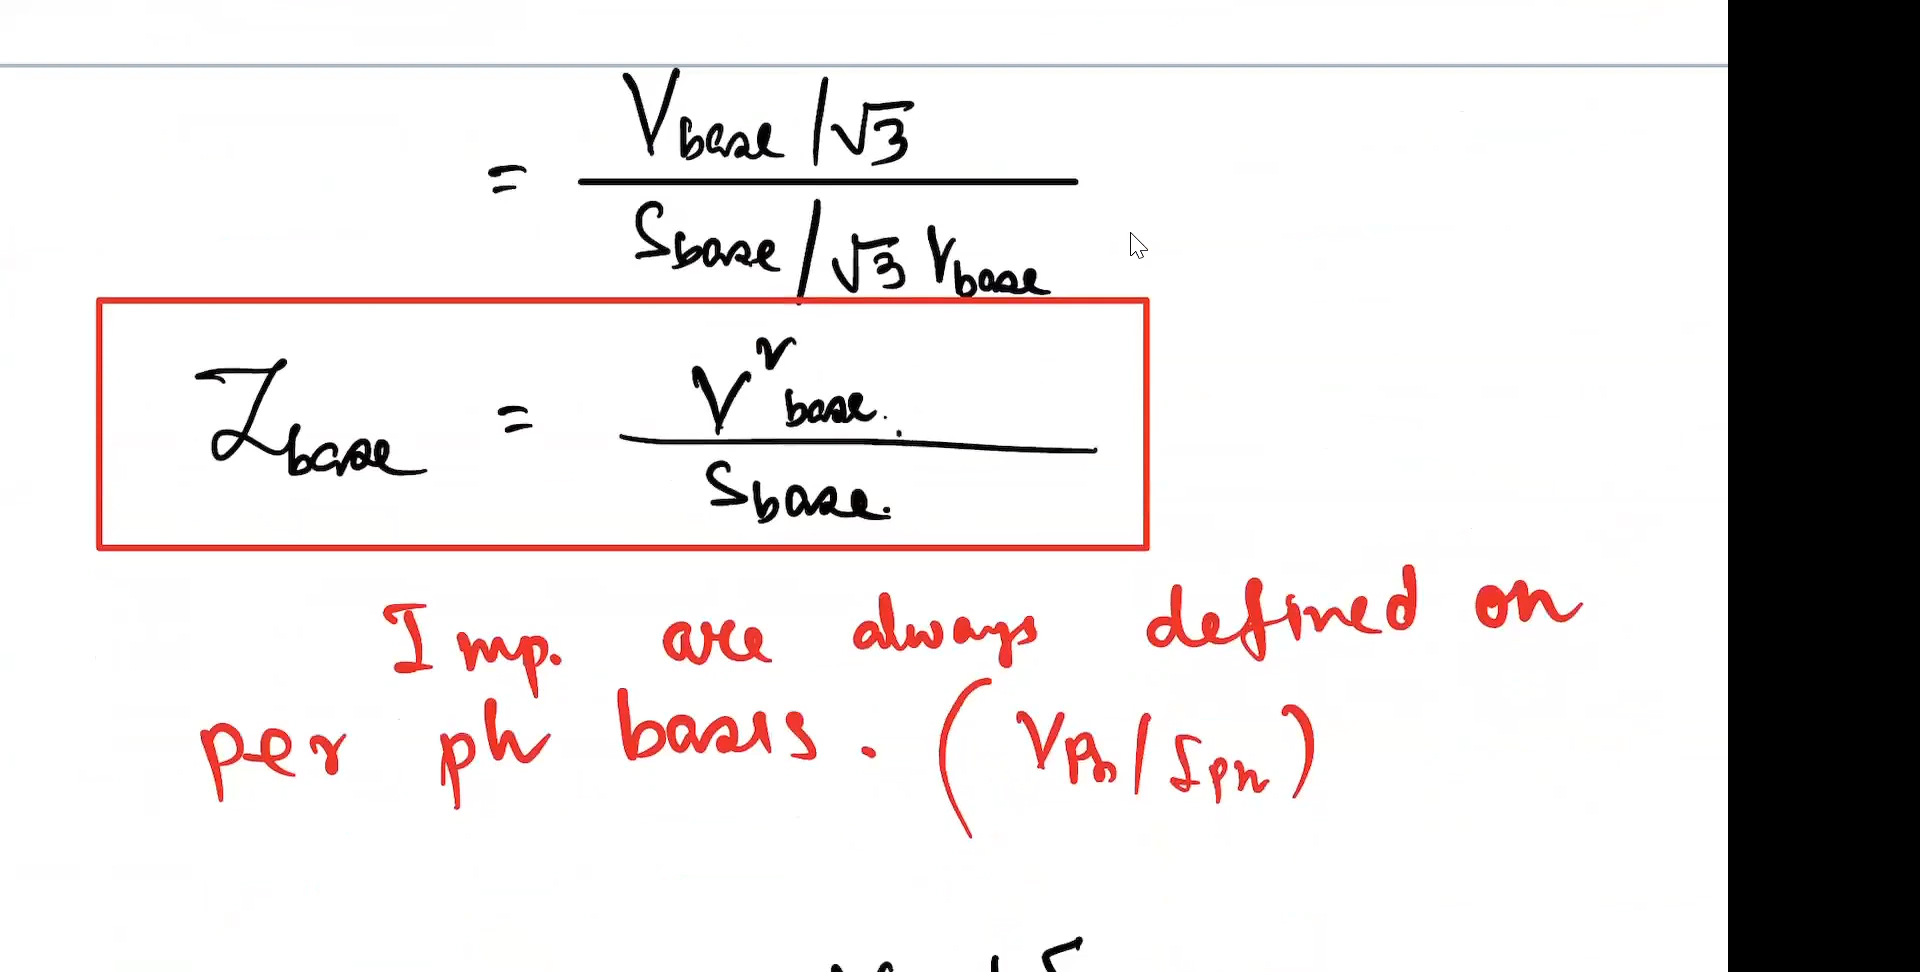 = Vbase/√3
Sbase/√3 Vbase
Zbase = V²base.
Sbase.
Imp. are always defined on
per ph basis. (Vph/Iph)